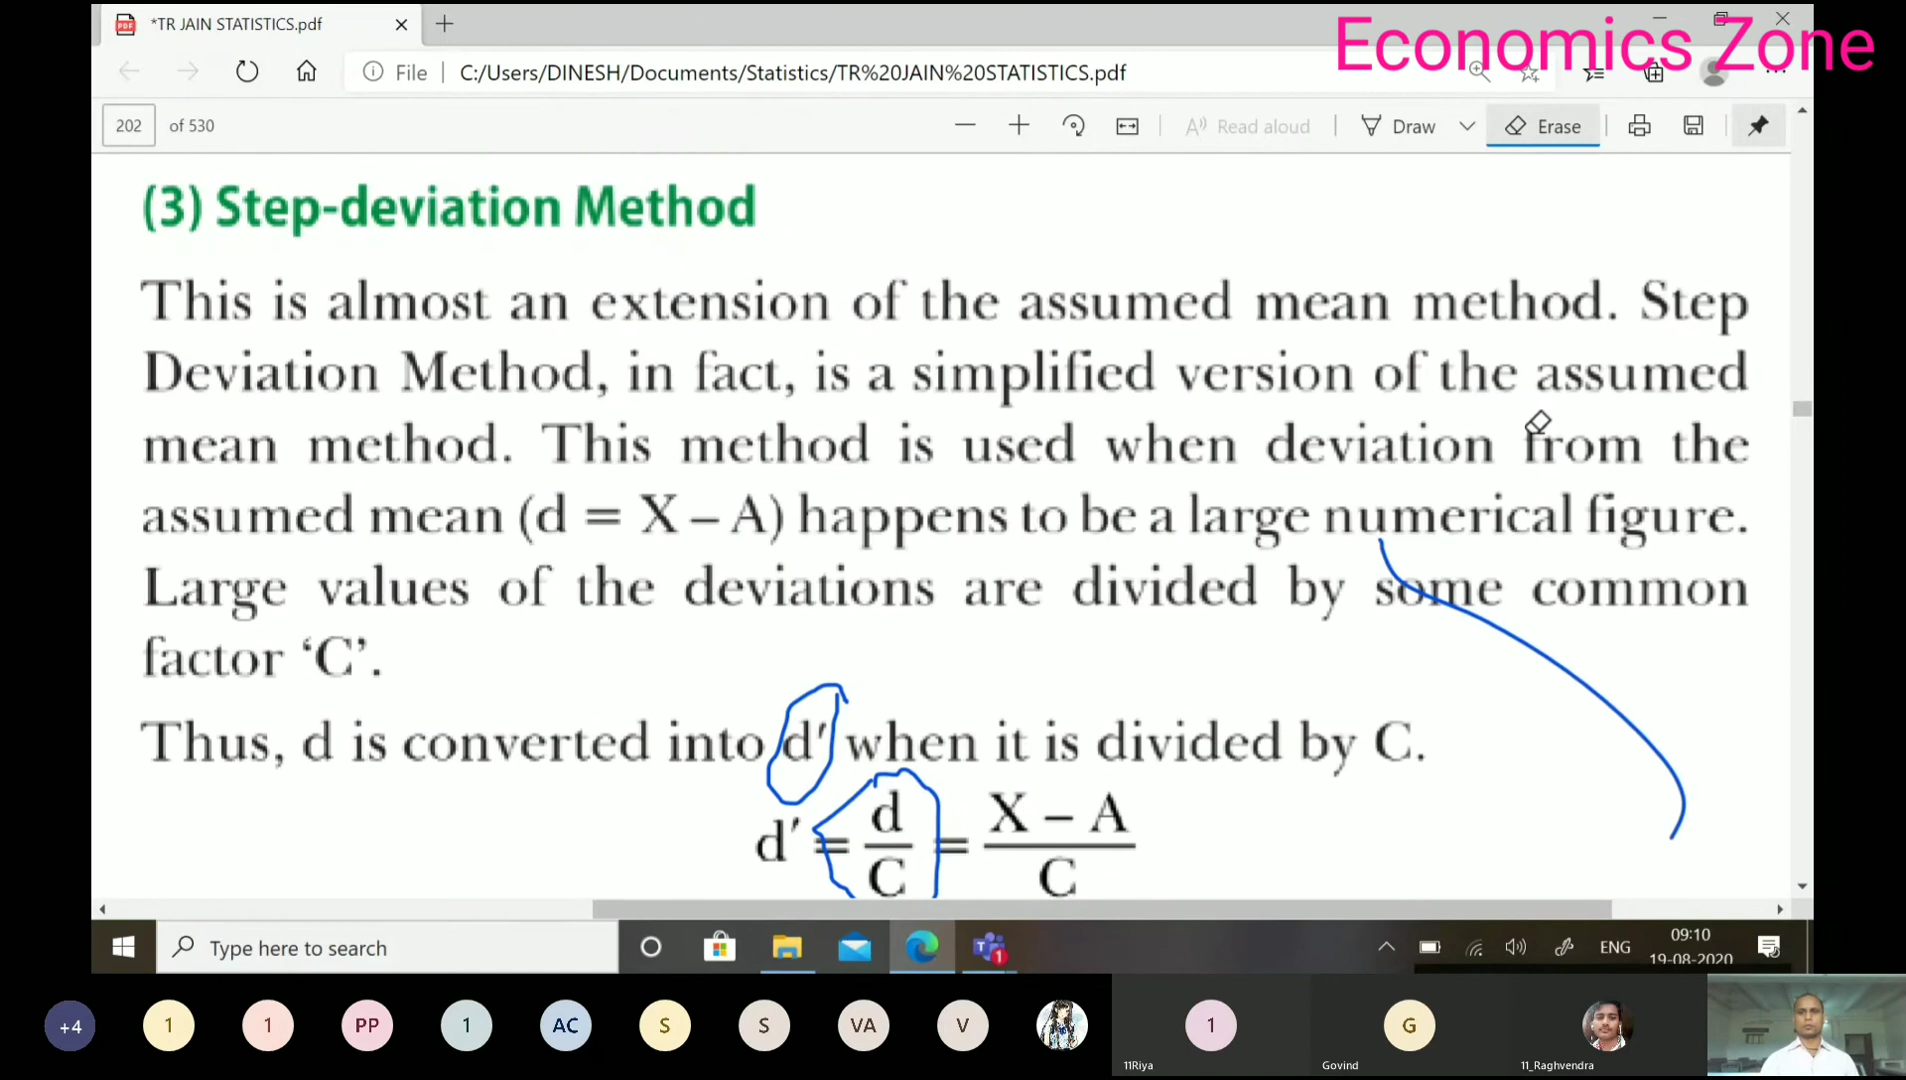 *TR JAIN STATISTICS.pdf
Economics Zone
File C:/Users/DINESH/Documents/Statistics/TR%20JAIN%20STATISTICS.pdf
202 of 530 Read aloud Draw Erase
(3) Step-deviation Method
This is almost an extension of the assumed mean method. Step
Deviation Method, in fact, is a simplified version of the assumed
mean method. This method is used when deviation from the
assumed mean (d = X – A) happens to be a large numerical figure.
Large values of the deviations are divided by some common
factor ‘C’.
Thus, d is converted into d′ when it is divided by C.
d′ = d/C = X – A/C
Type here to search 1 ENG 09:10
19-08-2020
+4 1 1 PP 1 AC S S VA V 1 G
11Riya Govind 11_Raghvendra